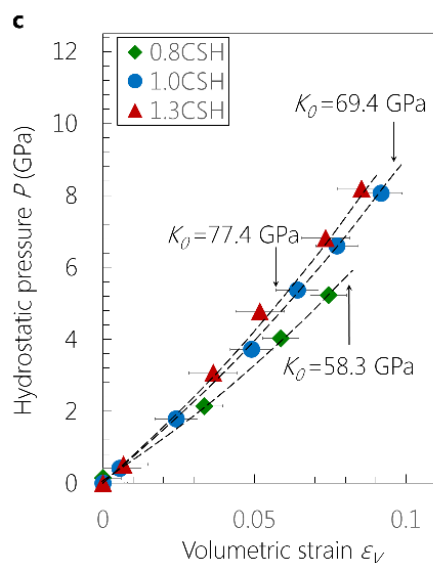 c
0.8CSH
1.0CSH
1.3CSH
Hydrostatic pressure P (GPa)
12
10
8
6
4
2
0
K0=69.4 GPa
K0=77.4 GPa
K0=58.3 GPa
0
0.05
0.1
Volumetric strain εV